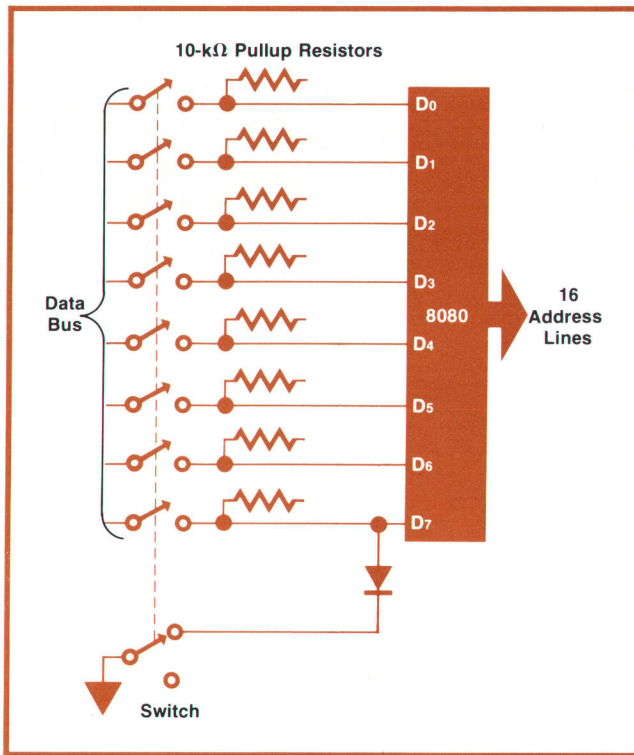 10-kΩ Pullup Resistors
D0
D1
D2
D3
Data
Bus
8080
16
Address
Lines
D4
D5
D6
D7
Switch